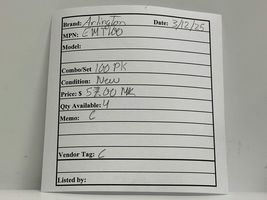 Brand: Arlington Date: 3/12/25
MPN: EMT100
Model:
Combo/Set 100 PK
Condition: New
Price: $ 57.00
Qty Available: 4
Memo: C
Vendor Tag: C
Listed by: